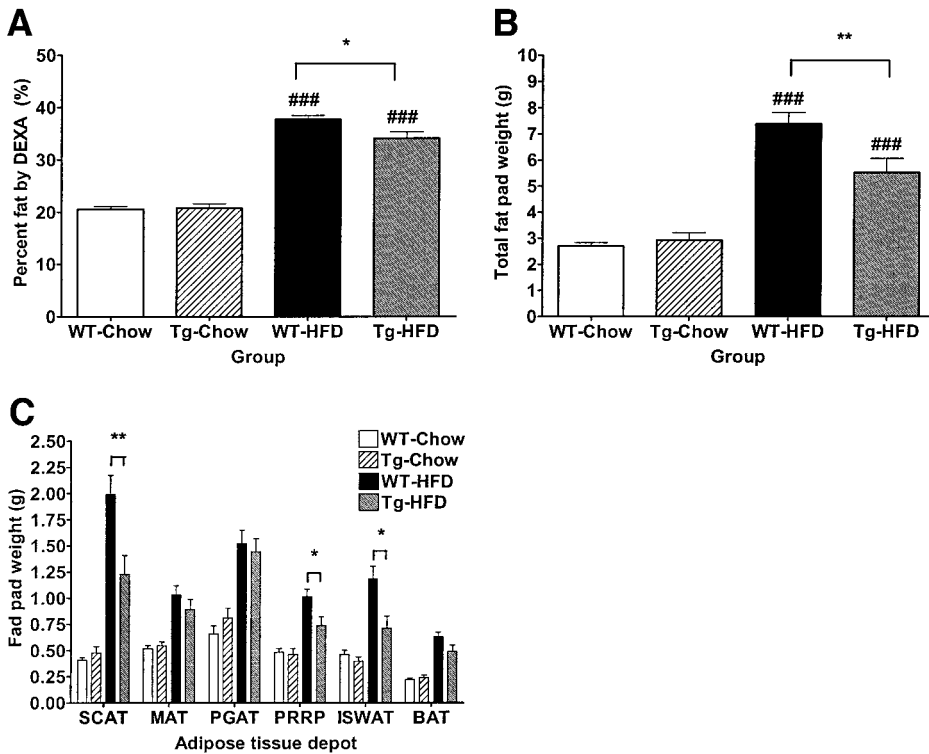 A
Percent fat by DEXA (%)
50
40
30
20
10
0
*
###
###
WT-Chow Tg-Chow WT-HFD Tg-HFD
Group
B
Total fat pad weight (g)
10
9
8
7
6
5
4
3
2
1
0
**
###
###
WT-Chow Tg-Chow WT-HFD Tg-HFD
Group
C
Fad pad weight (g)
2.50
2.25
2.00
1.75
1.50
1.25
1.00
0.75
0.50
0.25
0.00
**
*
*
WT-Chow
Tg-Chow
WT-HFD
Tg-HFD
SCAT MAT PGAT PRRP ISWAT BAT
Adipose tissue depot